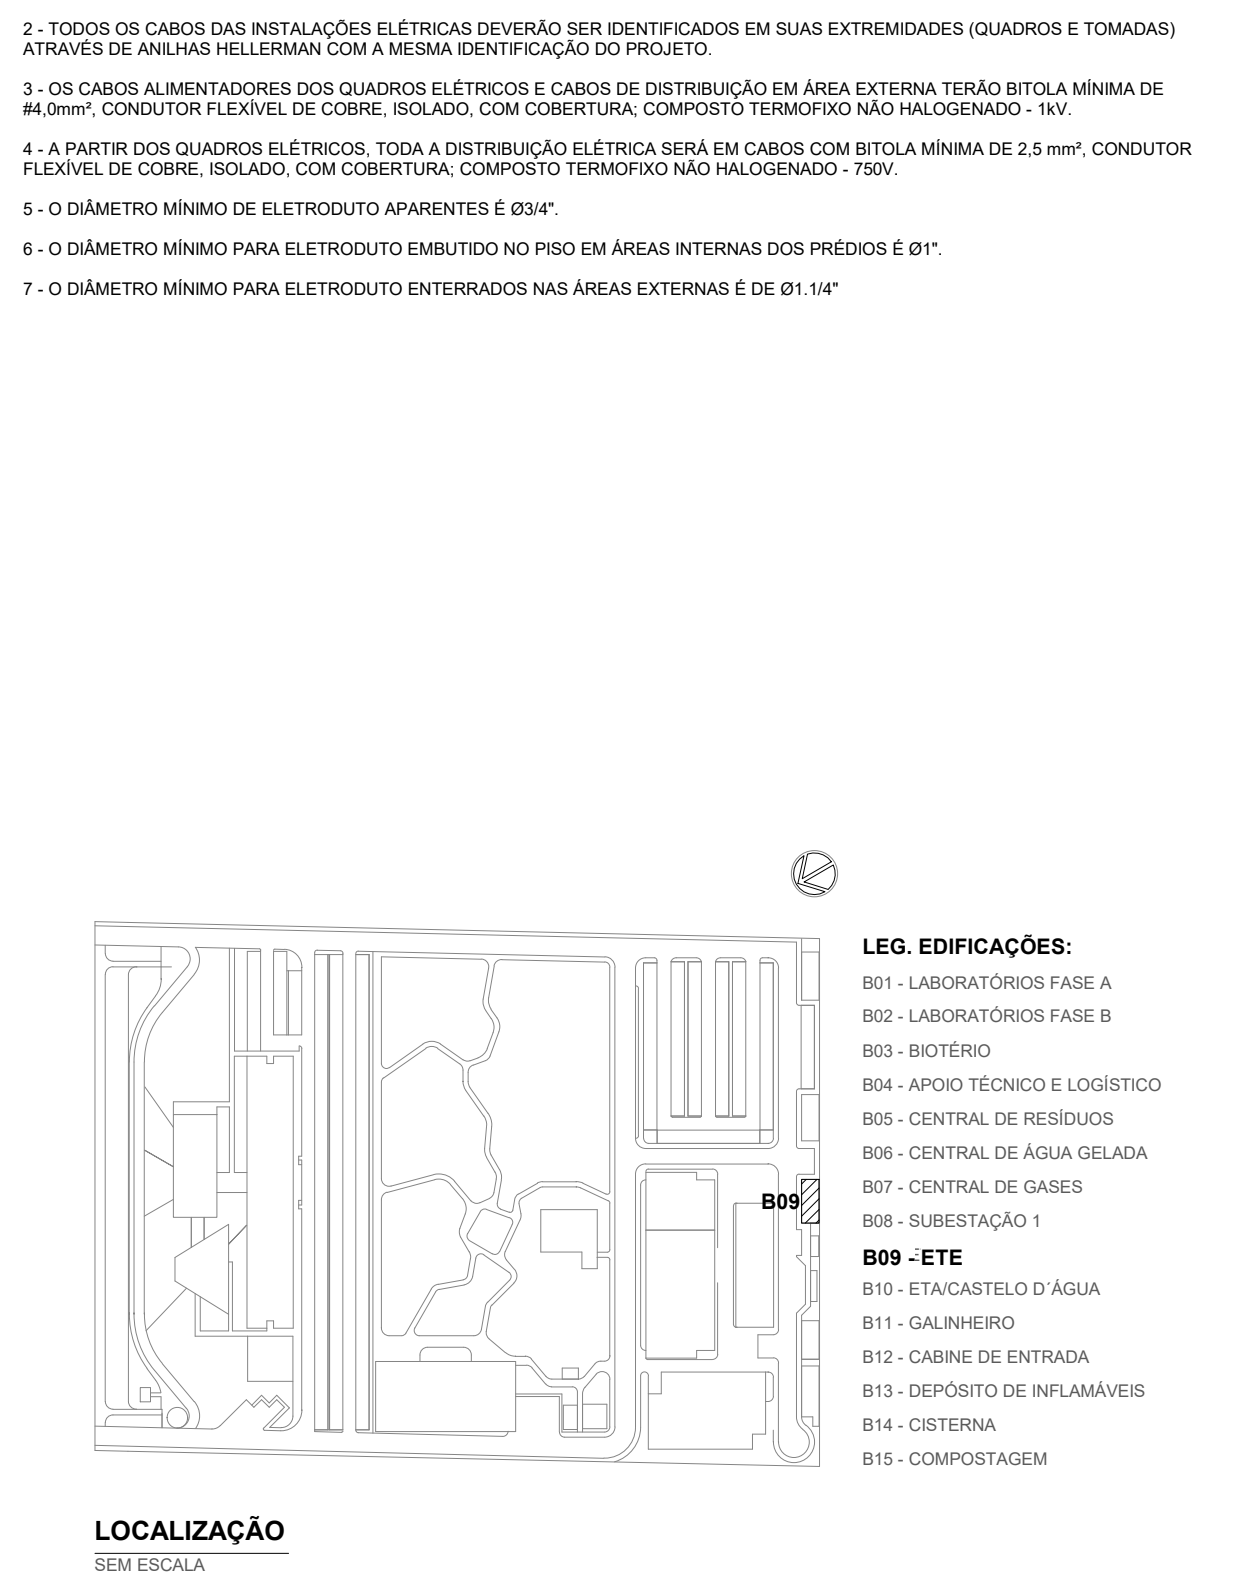 2 - TODOS OS CABOS DAS INSTALAÇÕES ELÉTRICAS DEVERÃO SER IDENTIFICADOS EM SUAS EXTREMIDADES (QUADROS E TOMADAS)
ATRAVÉS DE ANILHAS HELLERMAN COM A MESMA IDENTIFICAÇÃO DO PROJETO.
3 - OS CABOS ALIMENTADORES DOS QUADROS ELÉTRICOS E CABOS DE DISTRIBUIÇÃO EM ÁREA EXTERNA TERÃO BITOLA MÍNIMA DE
#4,0mm², CONDUTOR FLEXÍVEL DE COBRE, ISOLADO, COM COBERTURA; COMPOSTO TERMOFIXO NÃO HALOGENADO - 1kV.
4 - A PARTIR DOS QUADROS ELÉTRICOS, TODA A DISTRIBUIÇÃO ELÉTRICA SERÁ EM CABOS COM BITOLA MÍNIMA DE 2,5 mm², CONDUTOR
FLEXÍVEL DE COBRE, ISOLADO, COM COBERTURA; COMPOSTO TERMOFIXO NÃO HALOGENADO - 750V.
5 - O DIÂMETRO MÍNIMO DE ELETRODUTO APARENTES É Ø3/4".
6 - O DIÂMETRO MÍNIMO PARA ELETRODUTO EMBUTIDO NO PISO EM ÁREAS INTERNAS DOS PRÉDIOS É Ø1".
7 - O DIÂMETRO MÍNIMO PARA ELETRODUTO ENTERRADOS NAS ÁREAS EXTERNAS É DE Ø1.1/4"
B09
LEG. EDIFICAÇÕES:
B01 - LABORATÓRIOS FASE A
B02 - LABORATÓRIOS FASE B
B03 - BIOTÉRIO
B04 - APOIO TÉCNICO E LOGÍSTICO
B05 - CENTRAL DE RESÍDUOS
B06 - CENTRAL DE ÁGUA GELADA
B07 - CENTRAL DE GASES
B08 - SUBESTAÇÃO 1
B09 - ETE
B10 - ETA/CASTELO D´ÁGUA
B11 - GALINHEIRO
B12 - CABINE DE ENTRADA
B13 - DEPÓSITO DE INFLAMÁVEIS
B14 - CISTERNA
B15 - COMPOSTAGEM
LOCALIZAÇÃO
SEM ESCALA